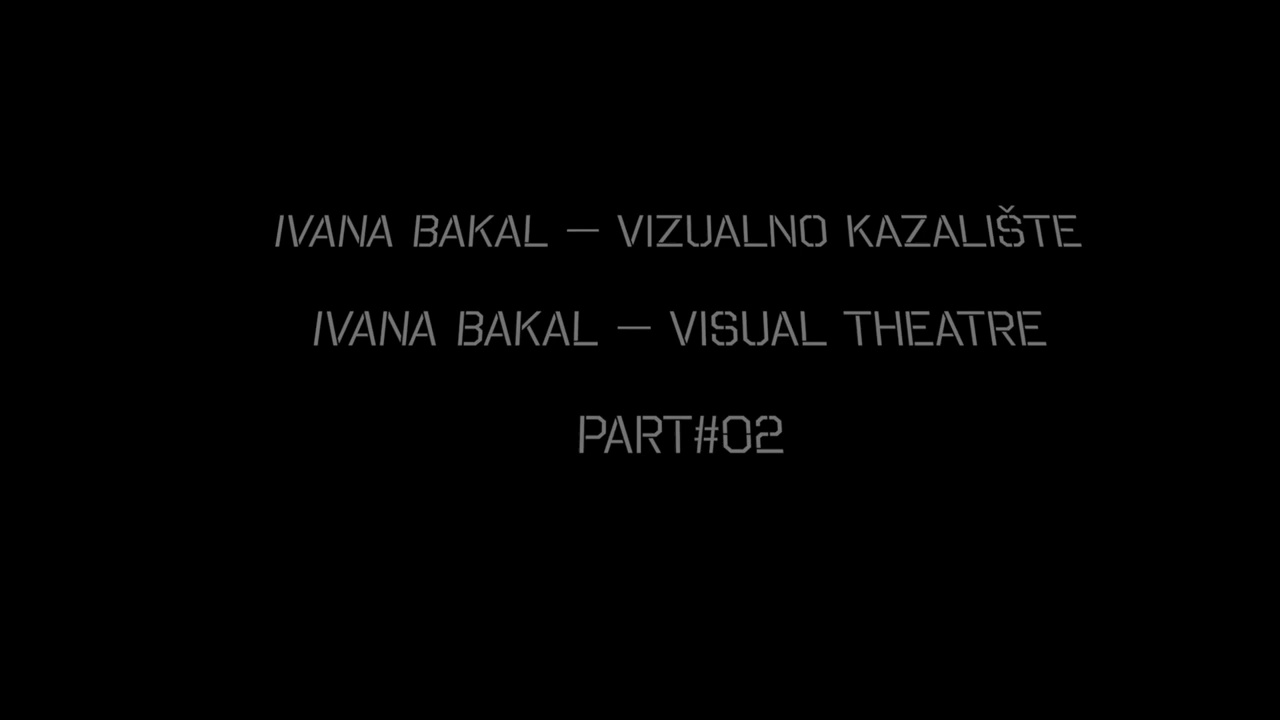 IVANA BAKAL — VIZUALNO KAZALIŠTE
IVANA BAKAL — VISUAL THEATRE
PART#02